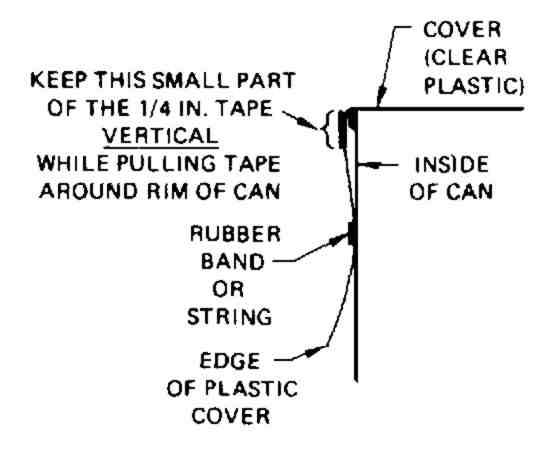 COVER
(CLEAR
PLASTIC)
KEEP THIS SMALL PART
OF THE 1/4 IN. TAPE
VERTICAL
WHILE PULLING TAPE
AROUND RIM OF CAN
INSIDE
OF CAN
RUBBER
BAND
OR
STRING
EDGE
OF PLASTIC
COVER